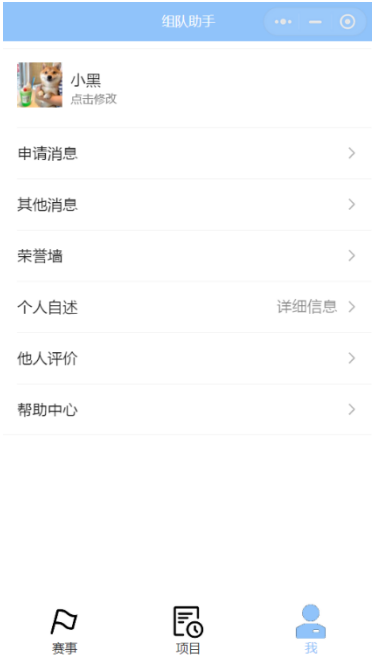 组队助手
小黑
点击修改
申请消息
其他消息
荣誉墙
个人自述 详细信息
他人评价
帮助中心
赛事 项目 我